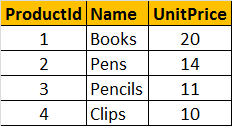 ProductId Name UnitPrice
1 Books 20
2 Pens 14
3 Pencils 11
4 Clips 10